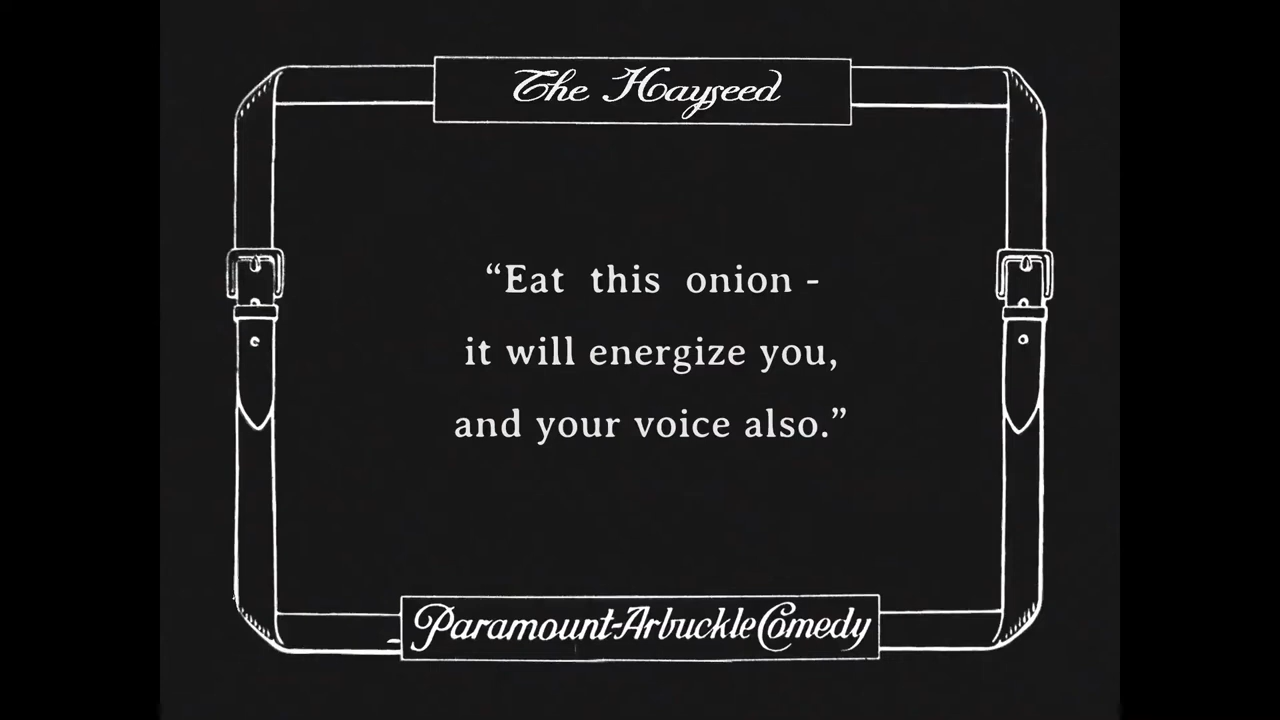 The Hayseed
“Eat this onion -
it will energize you,
and your voice also.”
Paramount-Arbuckle Comedy